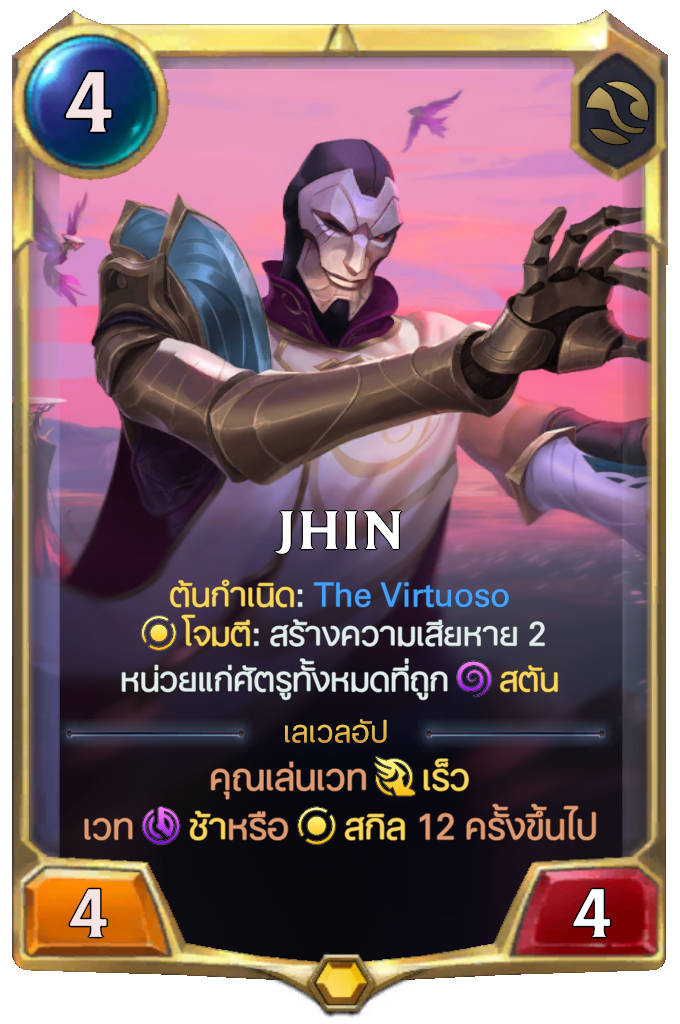 4
JHIN
ต้นกำเนิด: The Virtuoso
โจมตี: สร้างความเสียหาย 2
หน่วยแก่ศัตรูทั้งหมดที่ถูก สตัน
เลเวลอัป
คุณเล่นเวท เร็ว
เวท ช้าหรือ สกิล 12 ครั้งขึ้นไป
4 4